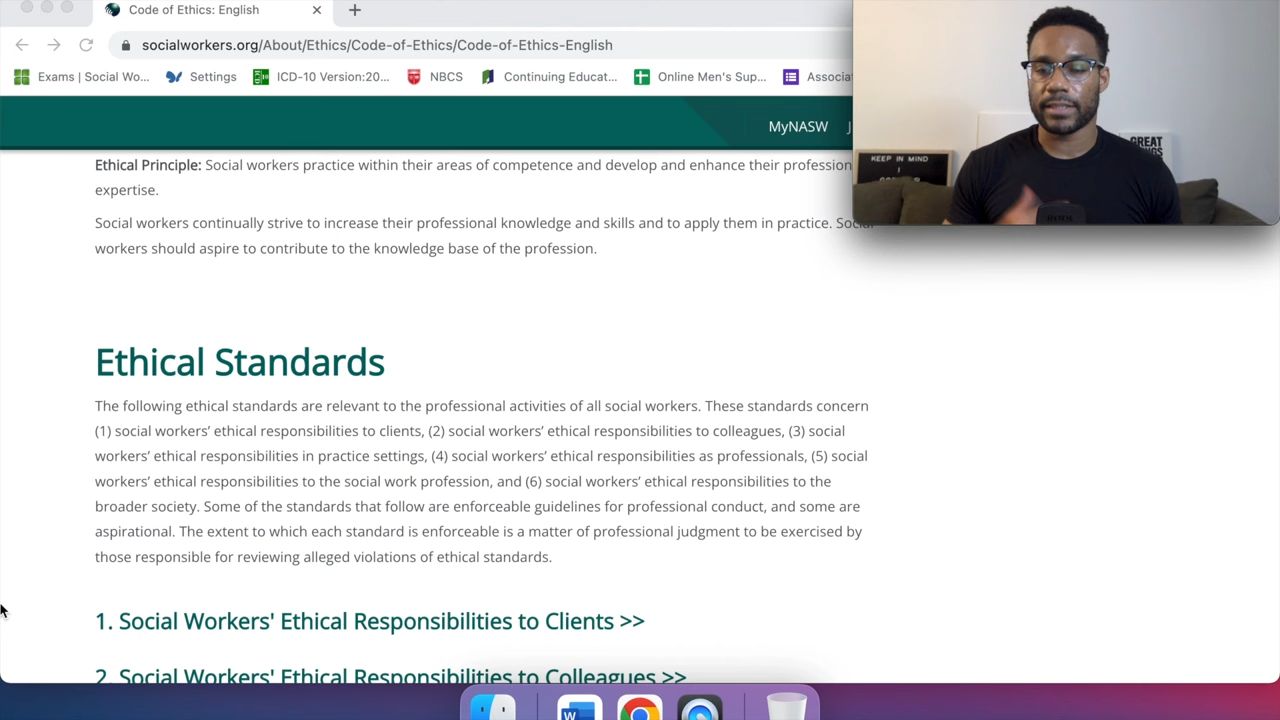 Code of Ethics: English
socialworkers.org/About/Ethics/Code-of-Ethics/Code-of-Ethics-English
Exams | Social Wo... Settings ICD-10 Version:20... NBCS Continuing Educat... Online Men's Sup... Associa
MyNASW J
KEEP IN MIND
GREAT
Ethical Principle: Social workers practice within their areas of competence and develop and enhance their profession
expertise.
Social workers continually strive to increase their professional knowledge and skills and to apply them in practice. Social
workers should aspire to contribute to the knowledge base of the profession.
Ethical Standards
The following ethical standards are relevant to the professional activities of all social workers. These standards concern
(1) social workers’ ethical responsibilities to clients, (2) social workers’ ethical responsibilities to colleagues, (3) social
workers’ ethical responsibilities in practice settings, (4) social workers’ ethical responsibilities as professionals, (5) social
workers’ ethical responsibilities to the social work profession, and (6) social workers’ ethical responsibilities to the
broader society. Some of the standards that follow are enforceable guidelines for professional conduct, and some are
aspirational. The extent to which each standard is enforceable is a matter of professional judgment to be exercised by
those responsible for reviewing alleged violations of ethical standards.
1. Social Workers' Ethical Responsibilities to Clients >>
2. Social Workers' Ethical Responsibilities to Colleagues >>